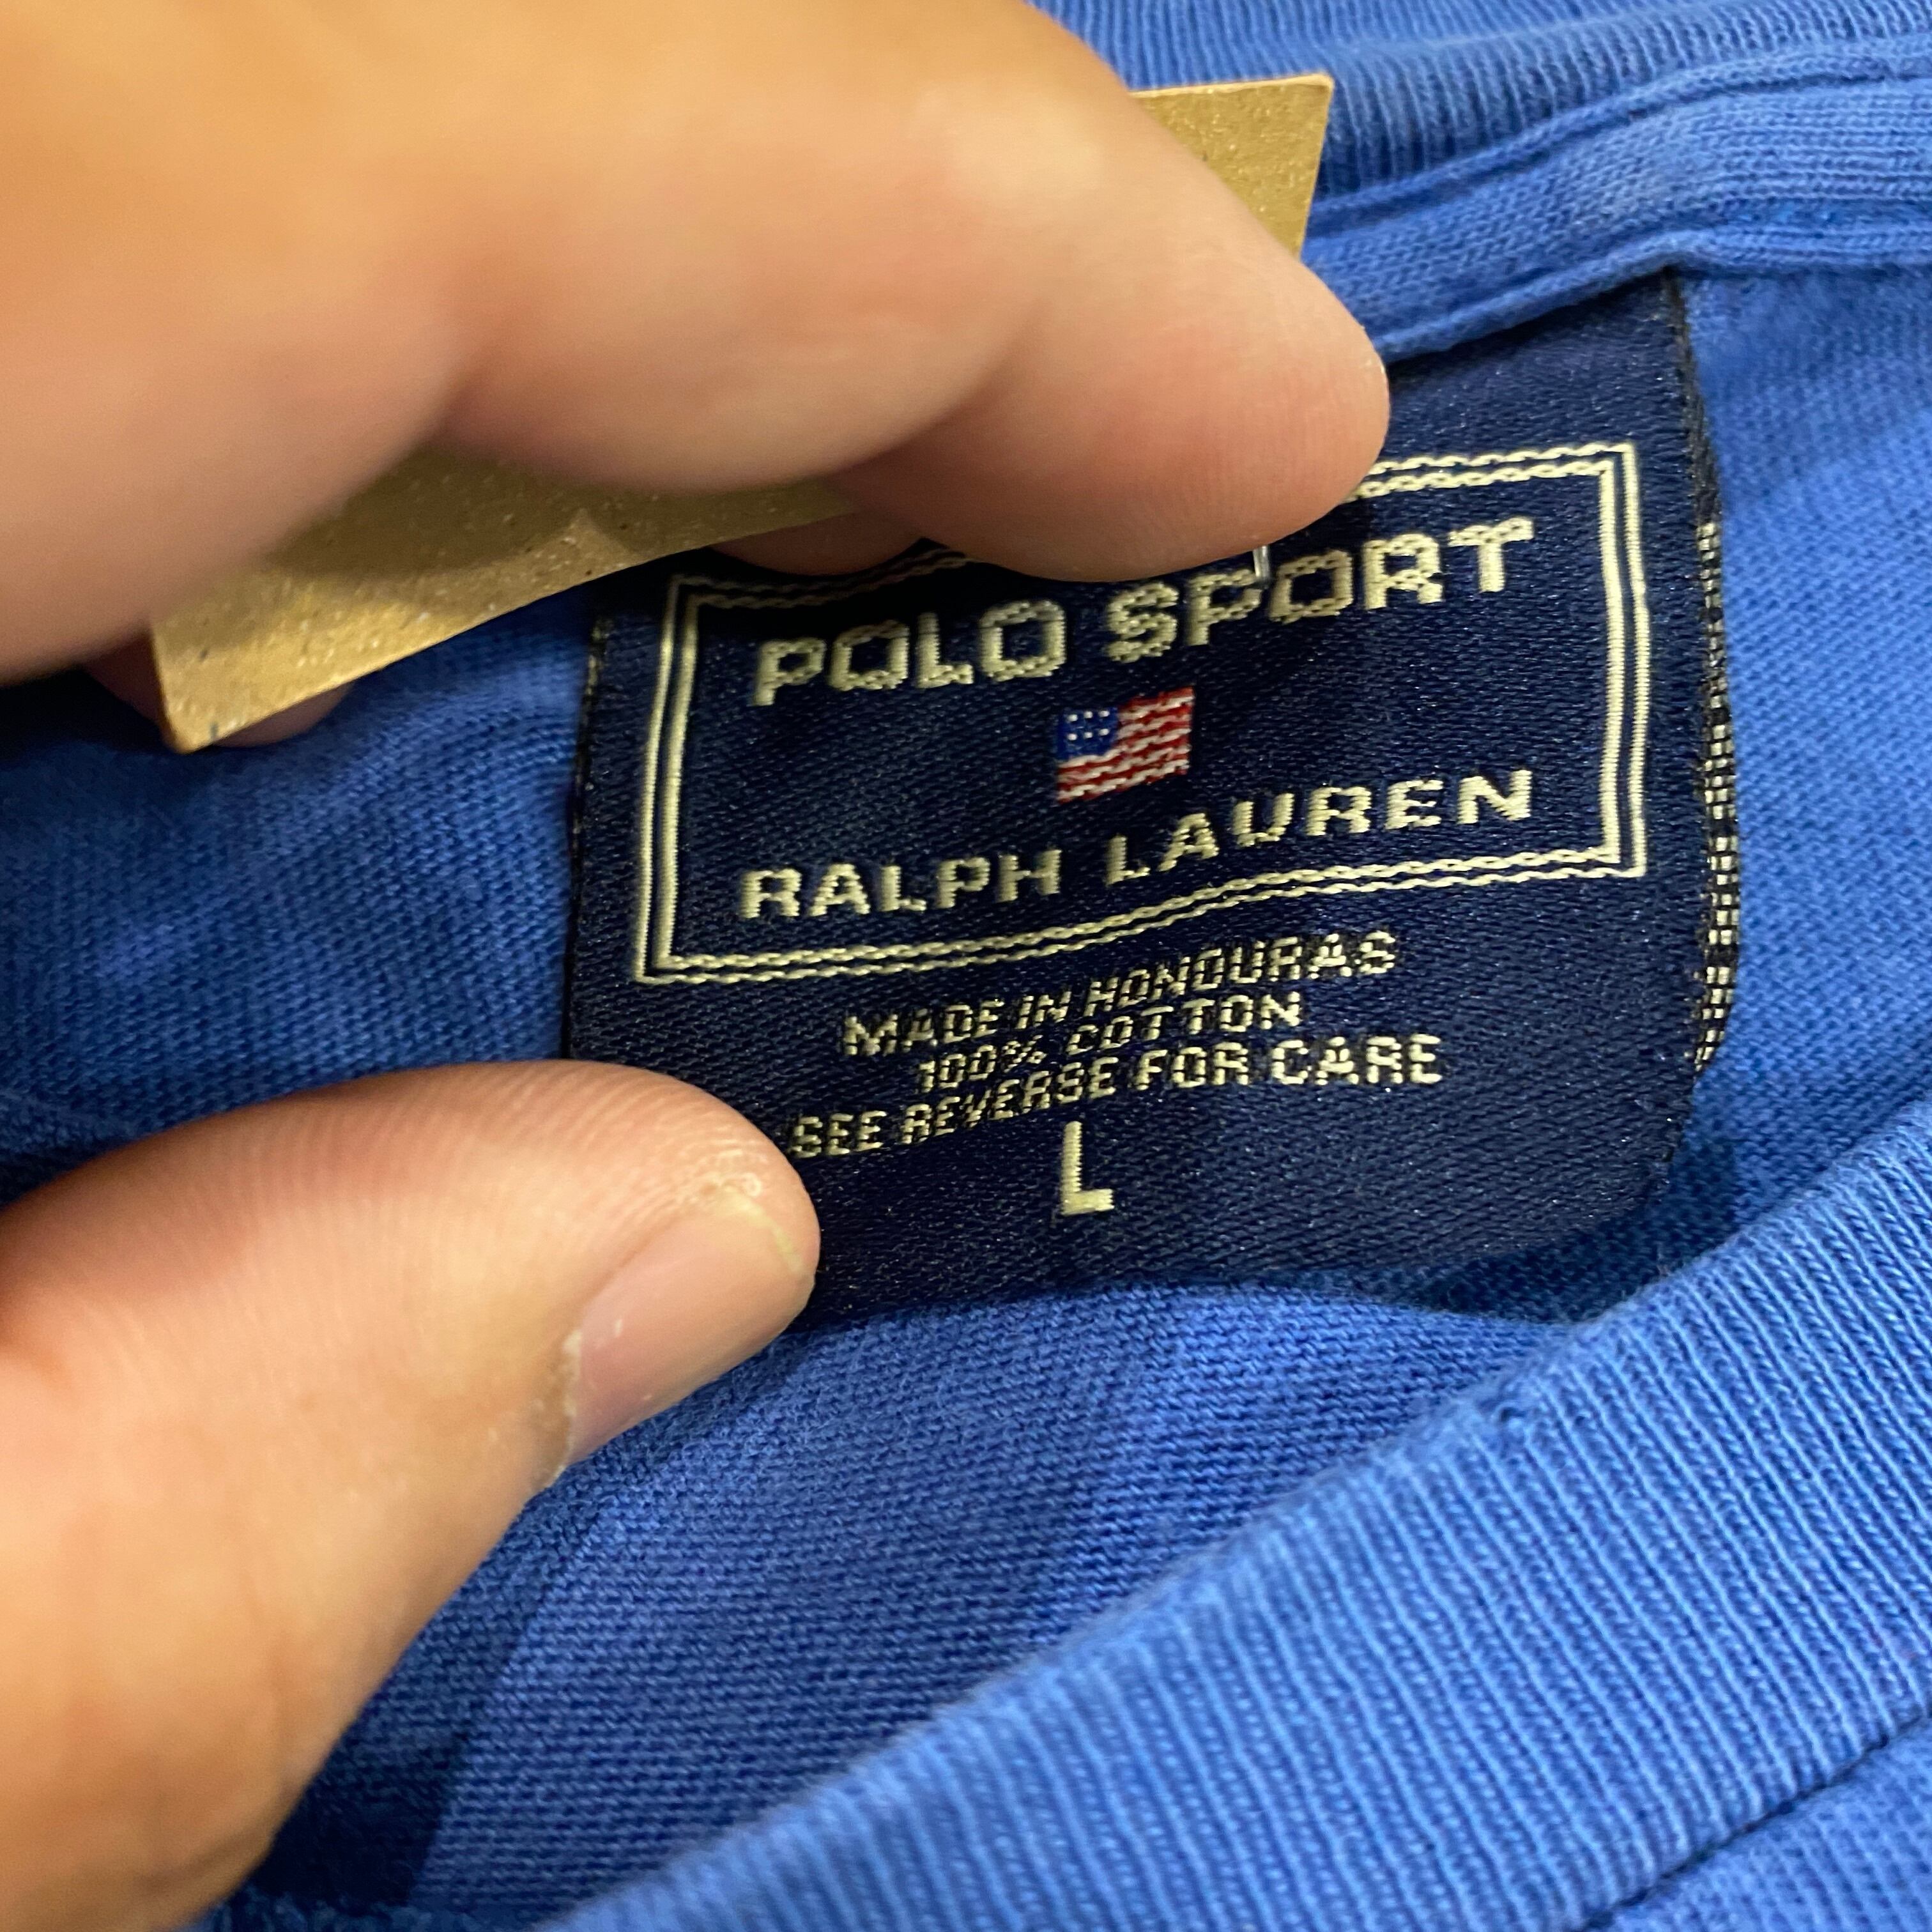 POLO SPORT
RALPH LAUREN
MADE IN HONDURAS
100% COTTON
SEE REVERSE FOR CARE
L